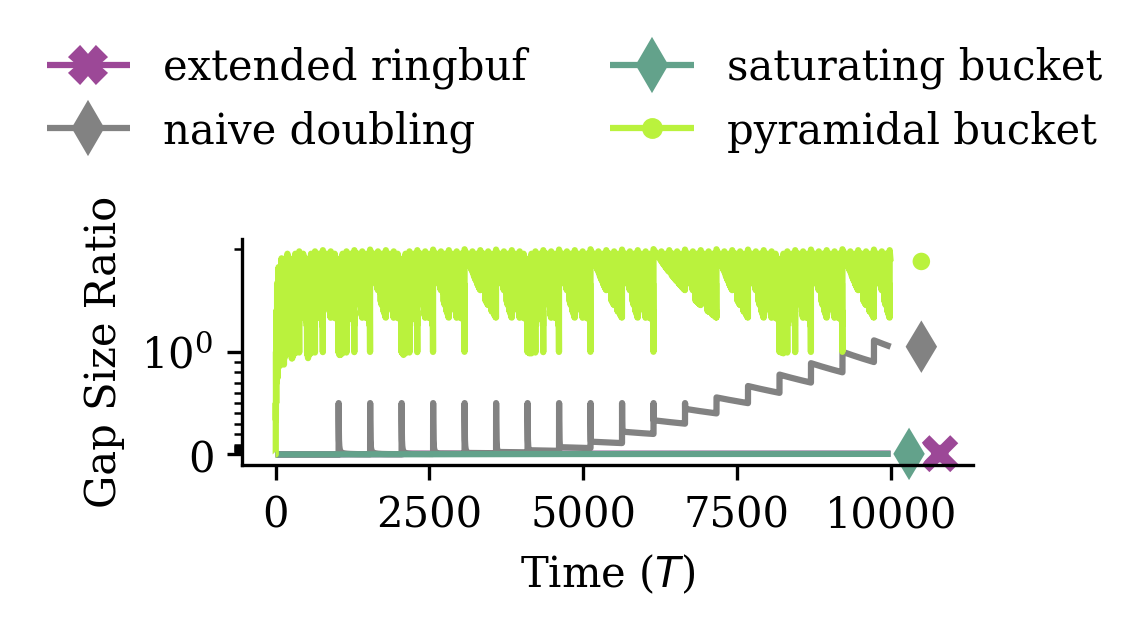 extended ringbuf
saturating bucket
naive doubling
pyramidal bucket
Gap Size Ratio
10⁰
0
0 2500 5000 7500 10000
Time (T)